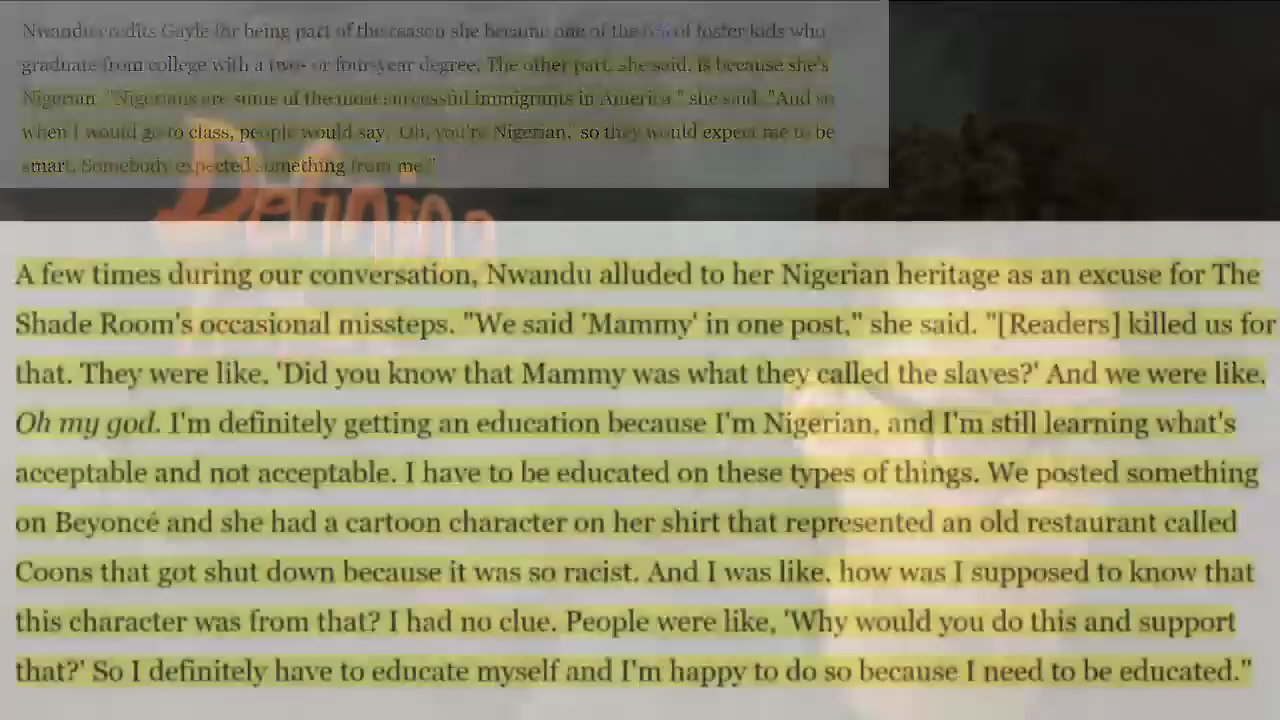 Nwandu credits Gayle for being part of the reason she became one of the of foster kids who
graduate from college with a two- or four-year degree. The other part, she said, is because she's
Nigerian. "Nigerians are some of the most successful immigrants in America," she said. "And so
when I would go to class, people would say, 'Oh, you're Nigerian,' so they would expect me to be
smart. Somebody expected something from me."
Defining
A few times during our conversation, Nwandu alluded to her Nigerian heritage as an excuse for The
Shade Room's occasional missteps. "We said 'Mammy' in one post," she said. "[Readers] killed us for
that. They were like, 'Did you know that Mammy was what they called the slaves?' And we were like,
Oh my god. I'm definitely getting an education because I'm Nigerian, and I'm still learning what's
acceptable and not acceptable. I have to be educated on these types of things. We posted something
on Beyoncé and she had a cartoon character on her shirt that represented an old restaurant called
Coons that got shut down because it was so racist. And I was like, how was I supposed to know that
this character was from that? I had no clue. People were like, 'Why would you do this and support
that?' So I definitely have to educate myself and I'm happy to do so because I need to be educated."